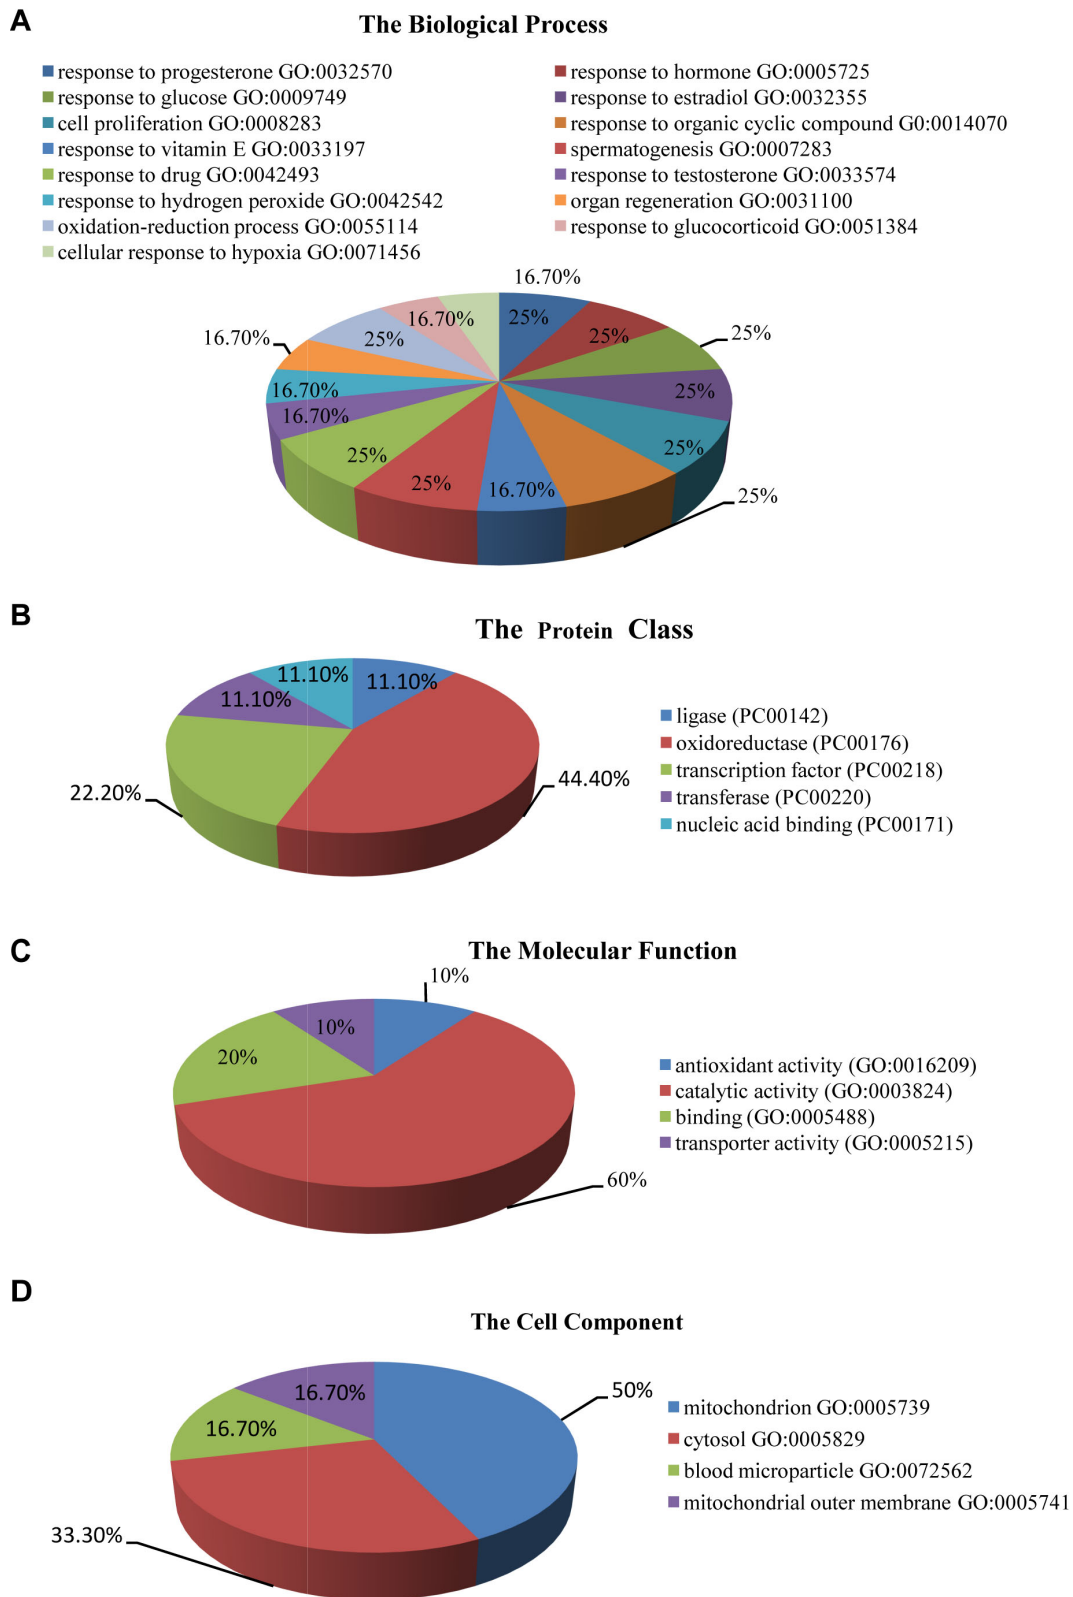 A
The Biological Process
response to progesterone GO:0032570
response to hormone GO:0005725
response to glucose GO:0009749
response to estradiol GO:0032355
cell proliferation GO:0008283
response to organic cyclic compound G0:0014070
response to vitamin E GO:0033197
spermatogenesis GO:0007283
response to drug GO:0042493
response to testosterone GO:0033574
response to hydrogen peroxide GO:0042542
organ regeneration GO:0031100
oxidation-reduction process GO:0055114
response to glucocorticoid GO:0051384
cellular response to hypoxia GO:0071456
16.70%
16.70%
25%
25%
25%
25%
16.70%
25%
16.70%
25%
16.70%
25%
25%
25%
16.70%
25%
B
The Protein Class
11.10%
11.10%
11.10%
22.20%
44.40%
ligase (PC00142)
oxidoreductase (PC00176)
transcription factor (PC00218)
transferase (PC00220)
nucleic acid binding (PC00171)
C
The Molecular Function
10%
10%
20%
60%
antioxidant activity (GO:0016209)
catalytic activity (GO:0003824)
binding (GO:0005488)
transporter activity (GO:0005215)
D
The Cell Component
16.70%
50%
16.70%
33.30%
mitochondrion GO:0005739
cytosol GO:0005829
blood microparticle GO:0072562
mitochondrial outer membrane GO:0005741